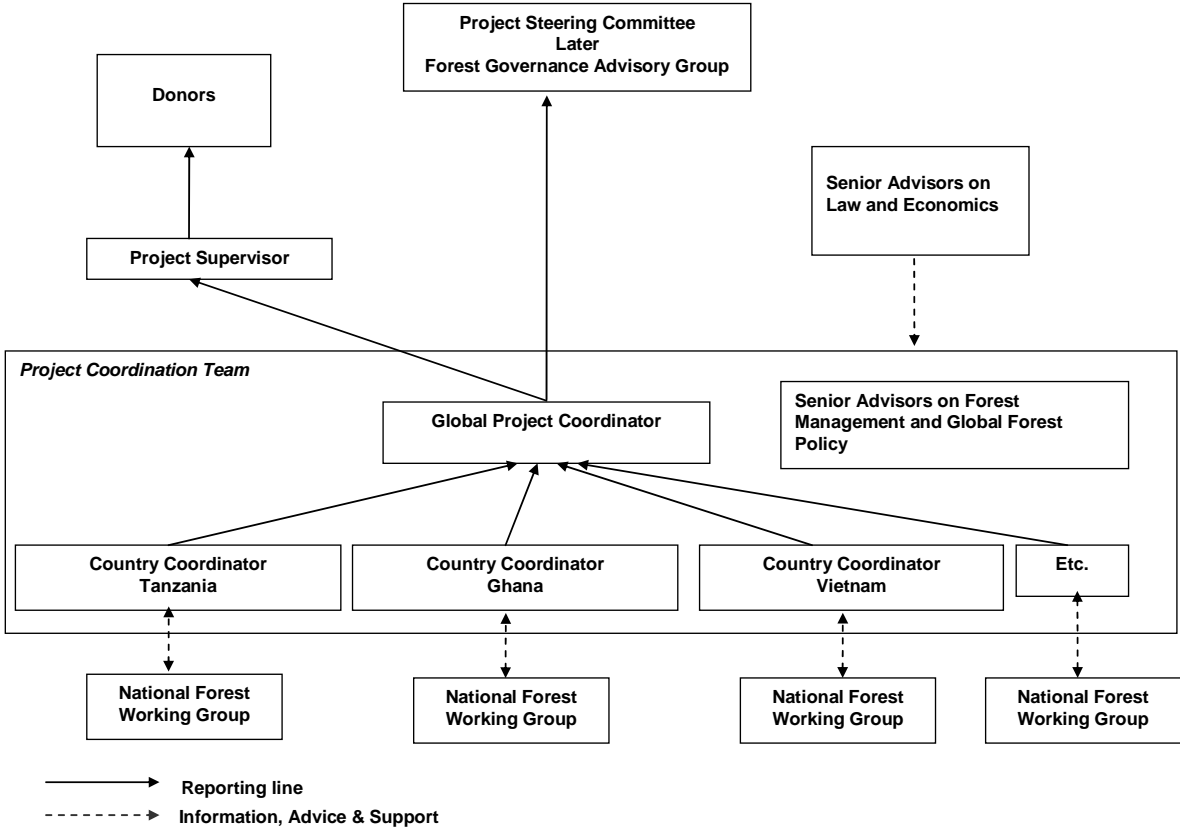 Project Steering Committee
Later
Forest Governance Advisory Group
Donors
Senior Advisors on
Law and Economics
Project Supervisor
Project Coordination Team
Senior Advisors on Forest
Management and Global Forest
Policy
Global Project Coordinator
Country Coordinator
Tanzania
Country Coordinator
Ghana
Country Coordinator
Vietnam
Etc.
National Forest
Working Group
National Forest
Working Group
National Forest
Working Group
National Forest
Working Group
Reporting line
Information, Advice & Support